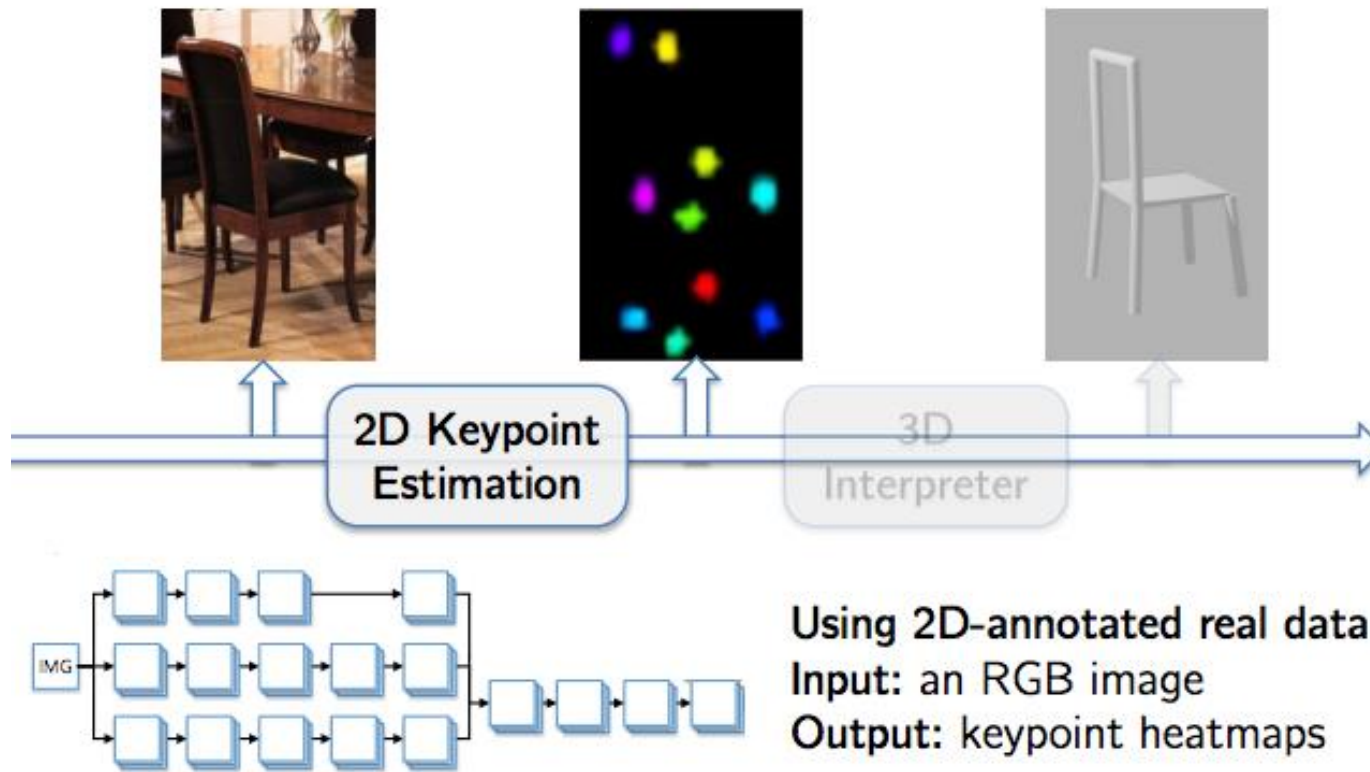 2D Keypoint
Estimation
3D
Interpreter
IMG
Using 2D-annotated real data
Input: an RGB image
Output: keypoint heatmaps